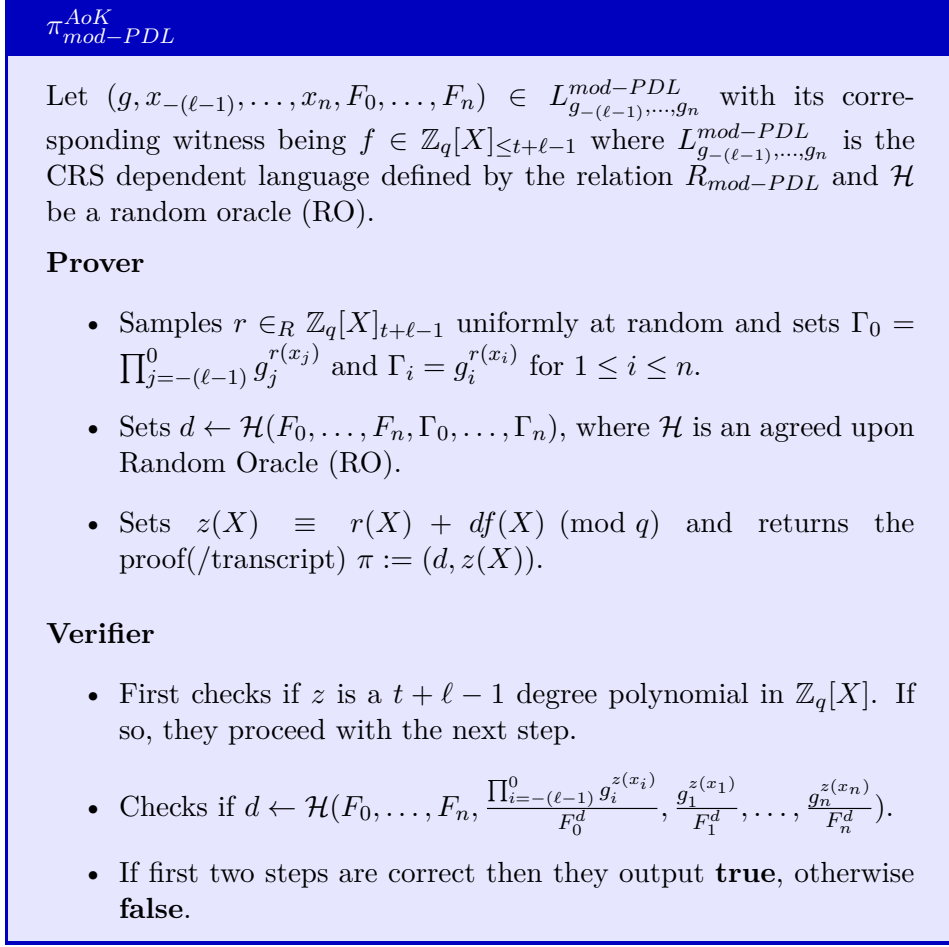 π^{AoK}_{mod−PDL}
Let (g, x_{−(ℓ−1)}, . . . , x_n, F_0, . . . , F_n) ∈ L^{mod−PDL}_{g_{−(ℓ−1)},...,g_n} with its corre-
sponding witness being f ∈ ℤ_q[X]_{≤t+ℓ−1} where L^{mod−PDL}_{g_{−(ℓ−1)},...,g_n} is the
CRS dependent language defined by the relation R_{mod−PDL} and ℋ
be a random oracle (RO).
Prover
• Samples r ∈_R ℤ_q[X]_{t+ℓ−1} uniformly at random and sets Γ_0 =
∏^0_{j=−(ℓ−1)} g_j^{r(x_j)} and Γ_i = g_i^{r(x_i)} for 1 ≤ i ≤ n.
• Sets d ← ℋ(F_0, . . . , F_n, Γ_0, . . . , Γ_n), where ℋ is an agreed upon
Random Oracle (RO).
• Sets z(X) ≡ r(X) + df(X) (mod q) and returns the
proof(/transcript) π := (d, z(X)).
Verifier
• First checks if z is a t + ℓ − 1 degree polynomial in ℤ_q[X]. If
so, they proceed with the next step.
• Checks if d ← ℋ(F_0, . . . , F_n, \frac{∏^0_{i=−(ℓ−1)} g_i^{z(x_i)}}{F_0^d}, \frac{g_1^{z(x_1)}}{F_1^d}, . . . , \frac{g_n^{z(x_n)}}{F_n^d}).
• If first two steps are correct then they output true, otherwise
false.